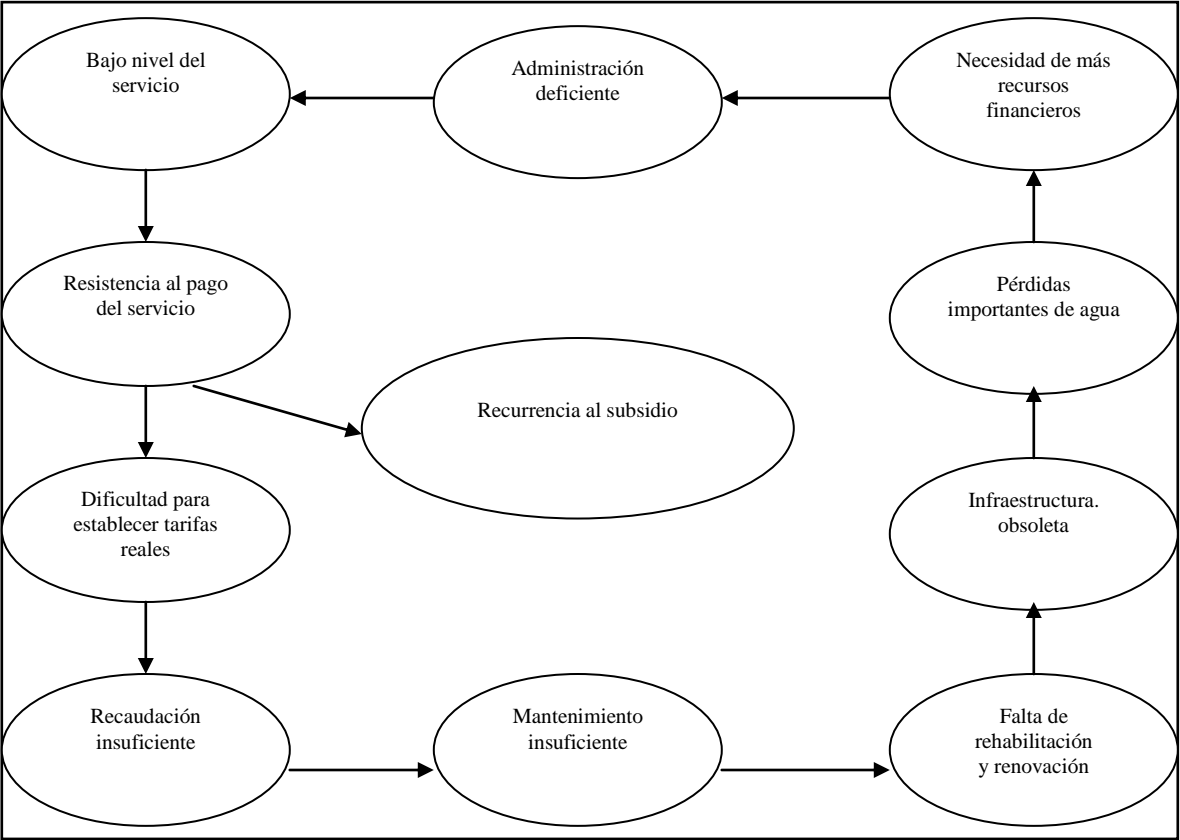 Bajo nivel del
servicio
Administración
deficiente
Necesidad de más
recursos
financieros
Resistencia al pago
del servicio
Pérdidas
importantes de agua
Recurrencia al subsidio
Dificultad para
establecer tarifas
reales
Infraestructura.
obsoleta
Recaudación
insuficiente
Mantenimiento
insuficiente
Falta de
rehabilitación
y renovación